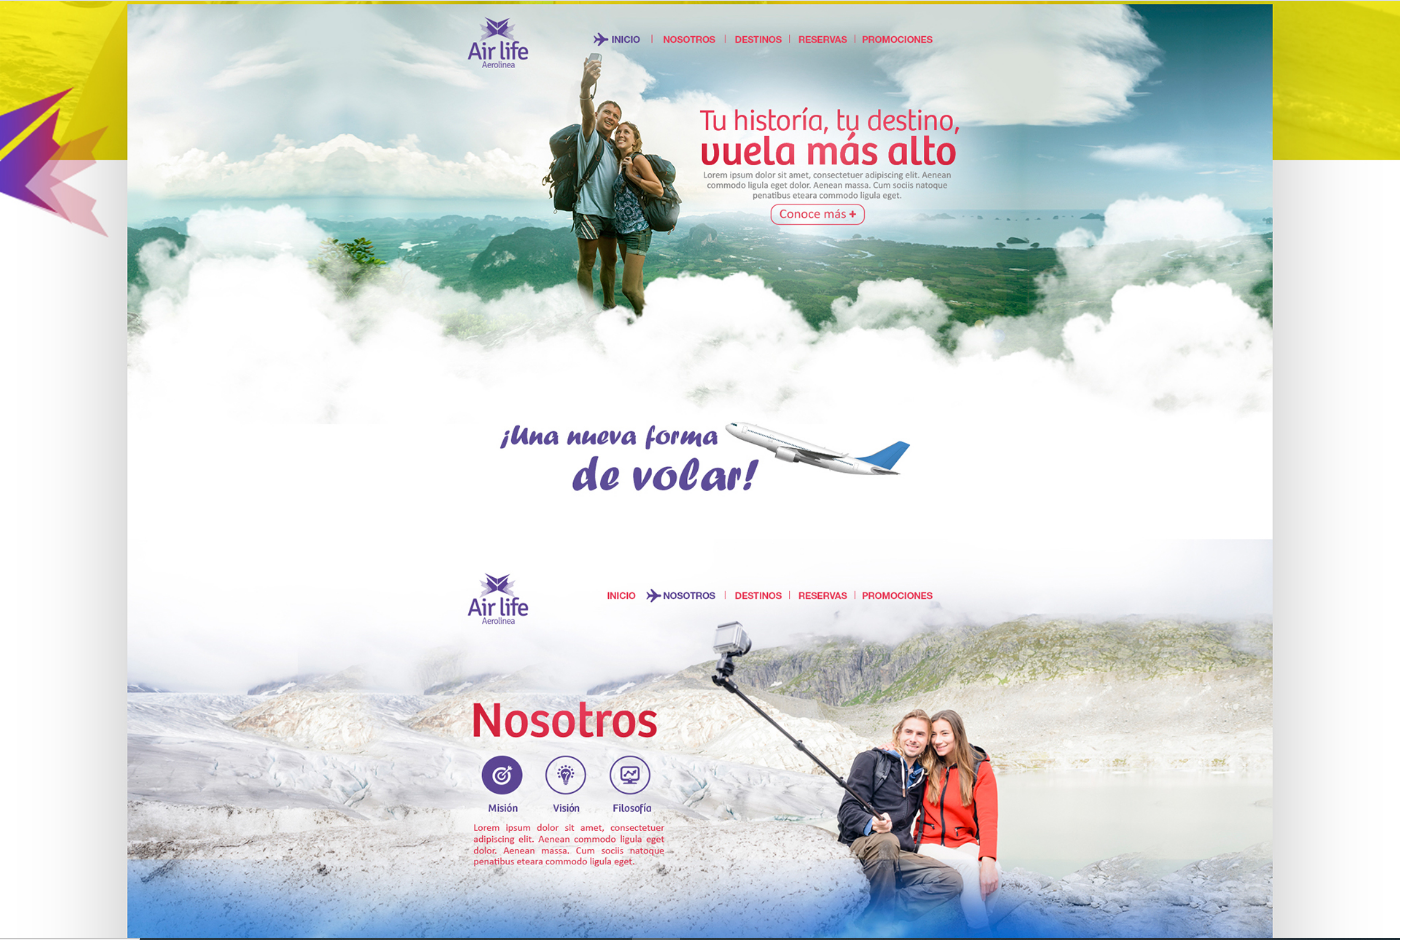 Air life
Aerolinea
INICIO | NOSOTROS | DESTINOS | RESERVAS | PROMOCIONES
Tu historía, tu destino,
vuela más alto
Lorem ipsum dolor sit amet, consectetuer adipiscing elit. Aenean
commodo ligula eget dolor. Aenean massa. Cum sociis natoque
penatibus eteara commodo ligula eget.
Conoce más +
¡Una nueva forma
de volar!
Air life
Aerolinea
INICIO NOSOTROS | DESTINOS | RESERVAS | PROMOCIONES
Nosotros
Misión Visión Filosofía
Lorem ipsum dolor sit amet, consectetuer
adipiscing elit. Aenean commodo ligula eget
dolor. Aenean massa. Cum sociis natoque
penatibus eteara commodo ligula eget.